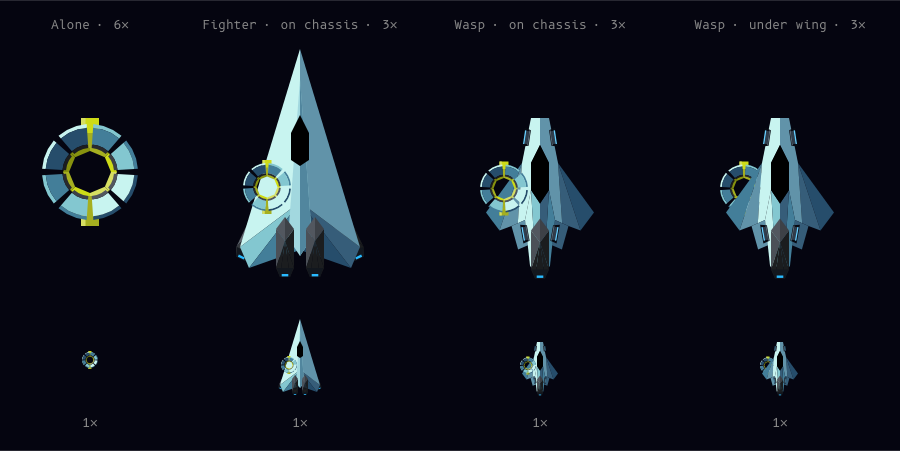 Alone · 6×
Fighter · on chassis · 3×
Wasp · on chassis · 3×
Wasp · under wing · 3×
1×
1×
1×
1×